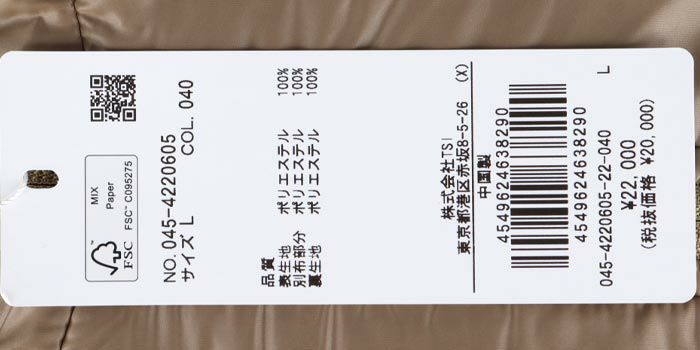 MIX
Paper
FSC™ C095275
FSC
NO. 045-4220605
サイズ L COL. 040
品質
表生地 ポリエステル 100%
別布部分 ポリエステル 100%
裏生地 ポリエステル 100%
株式会社TSI
東京都港区赤坂8-5-26 (X)
中国製
4549624638290
4549624638290
045-4220605-22-040 L
¥22,000
(税抜価格 ¥20,000)